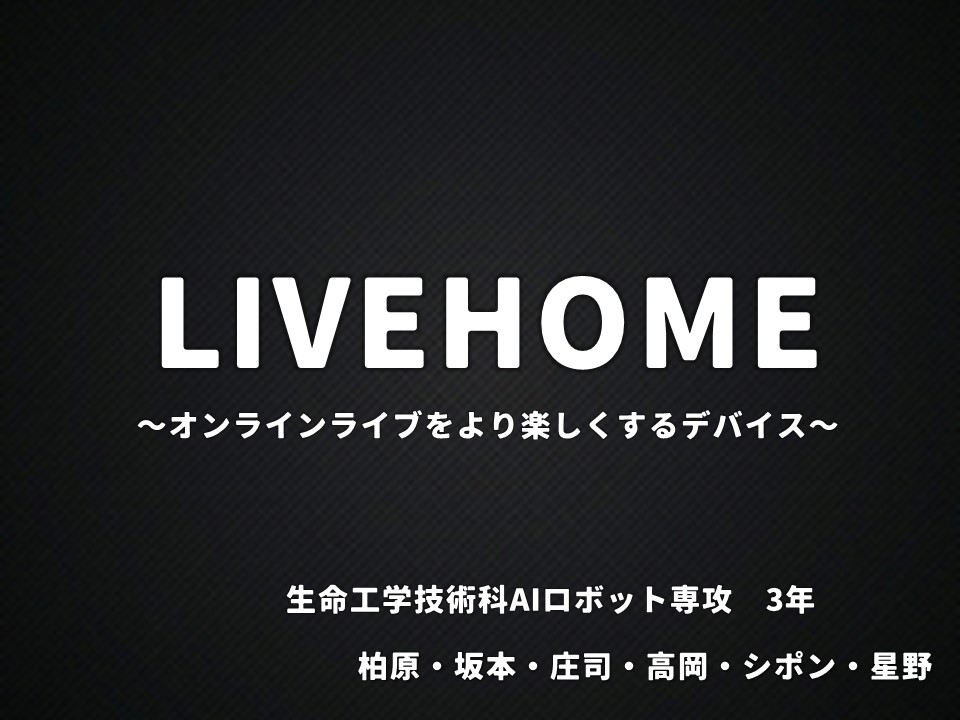 LIVEHOME
～オンラインライブをより楽しくするデバイス～
生命工学技術科AIロボット専攻　3年
柏原・坂本・庄司・高岡・シポン・星野